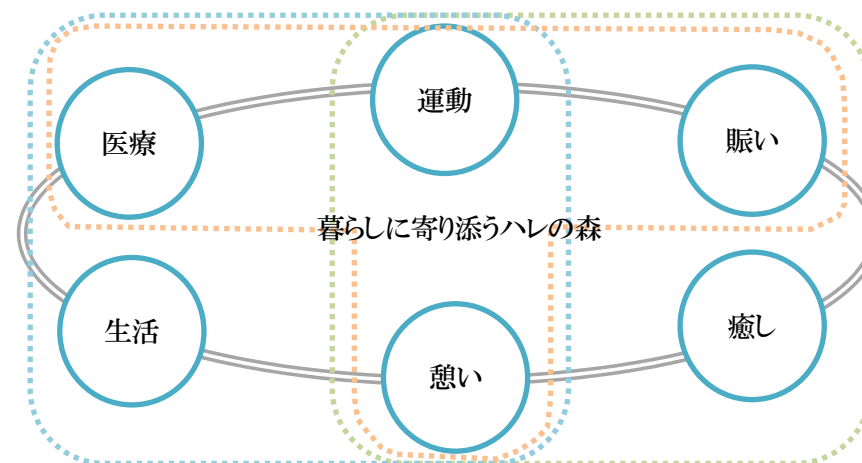 医療
運動
賑い
暮らしに寄り添うハレの森
生活
憩い
癒し